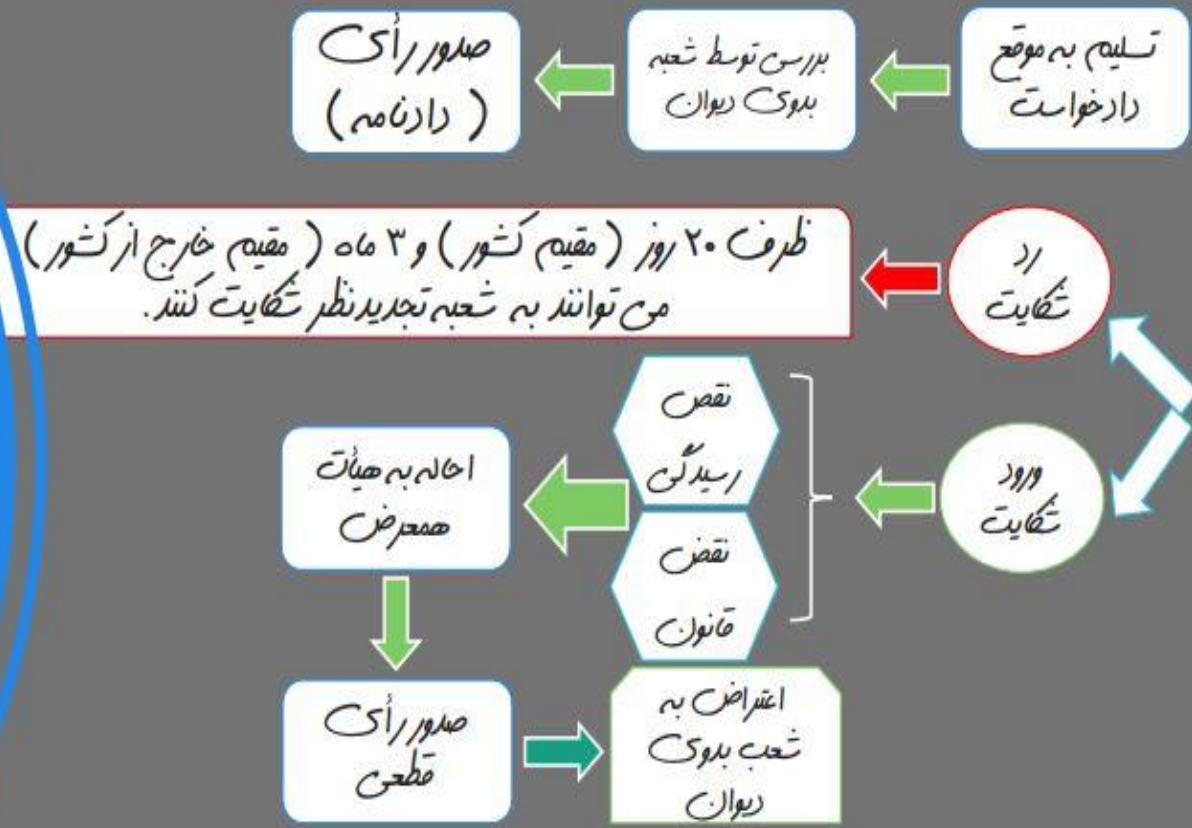 تسلیم به موقع
دادخواست
بررسی توسط شعبه
بدوی دیوان
صدور رأی
(دادنامه)
رد
شکایت
ظرف ۲۰ روز (مقیم کشور) و ۳ ماه (مقیم خارج از کشور)
می توانند به شعبه تجدیدنظر شکایت کنند.
ورود
شکایت
نقص
رسیدگی
نقض
قانون
احاله به هیأت
همعرض
صدور رأی
قطعی
اعتراض به
شعب بدوی
دیوان